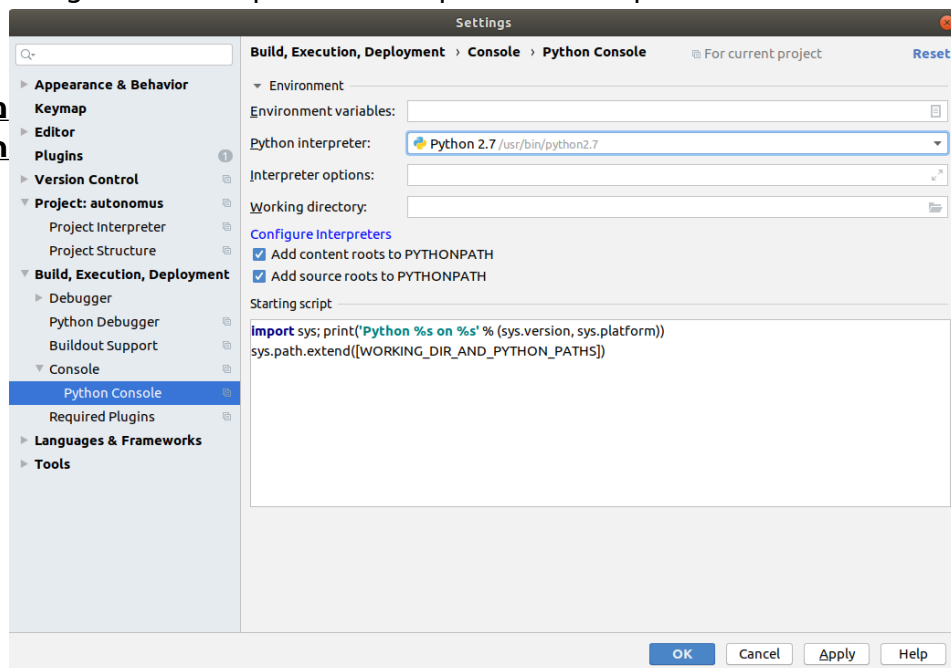 Settings
Build, Execution, Deployment › Console › Python Console
For current project
Reset
Appearance & Behavior
Keymap
Editor
Plugins
1
Version Control
Project: autonomus
Project Interpreter
Project Structure
Build, Execution, Deployment
Debugger
Python Debugger
Buildout Support
Console
Python Console
Required Plugins
Languages & Frameworks
Tools
Environment
Environment variables:
Python interpreter:
Python 2.7 /usr/bin/python2.7
Interpreter options:
Working directory:
Configure Interpreters
Add content roots to PYTHONPATH
Add source roots to PYTHONPATH
Starting script
import sys; print('Python %s on %s' % (sys.version, sys.platform))
sys.path.extend([WORKING_DIR_AND_PYTHON_PATHS])
OK
Cancel
Apply
Help